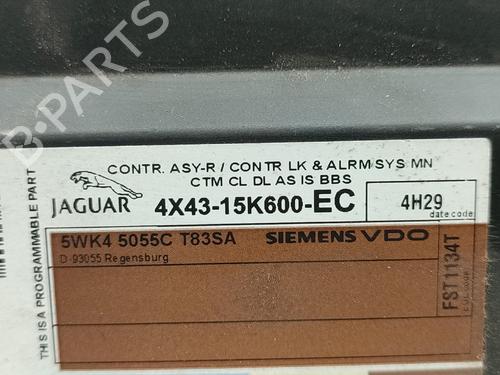 CONTR. ASY-R / CONTR LK & ALRM/SYS MN
CTM CL DL AS IS BBS
JAGUAR 4X43-15K600-EC 4H29
date code
5WK4 5055C T83SA SIEMENS VDO
D-93055 Regensburg
THIS IS A PROGRAMMABLE PART
FST1134T
B-Parts